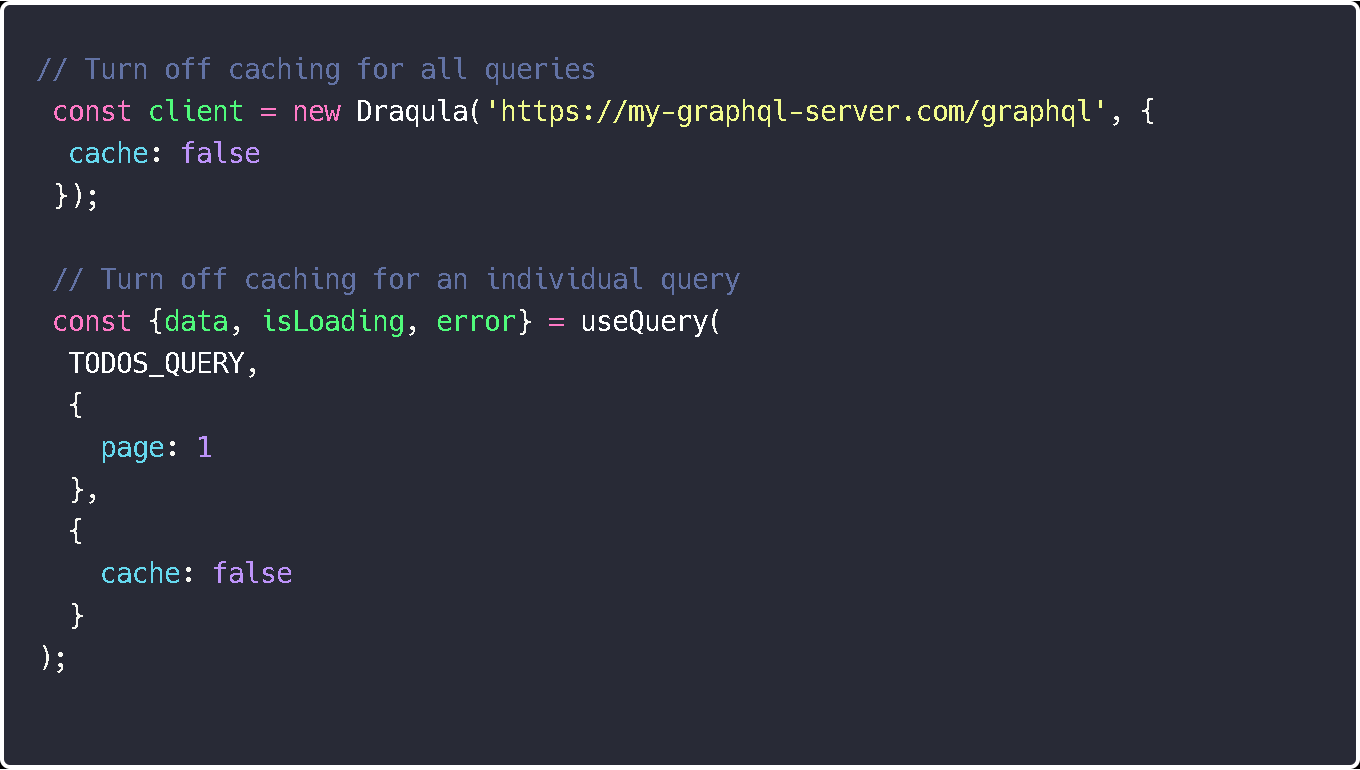 // Turn off caching for all queries
const client = new Draqula('https://my-graphql-server.com/graphql', {
cache: false
});
// Turn off caching for an individual query
const {data, isLoading, error} = useQuery(
TODOS_QUERY,
{
page: 1
},
{
cache: false
}
);